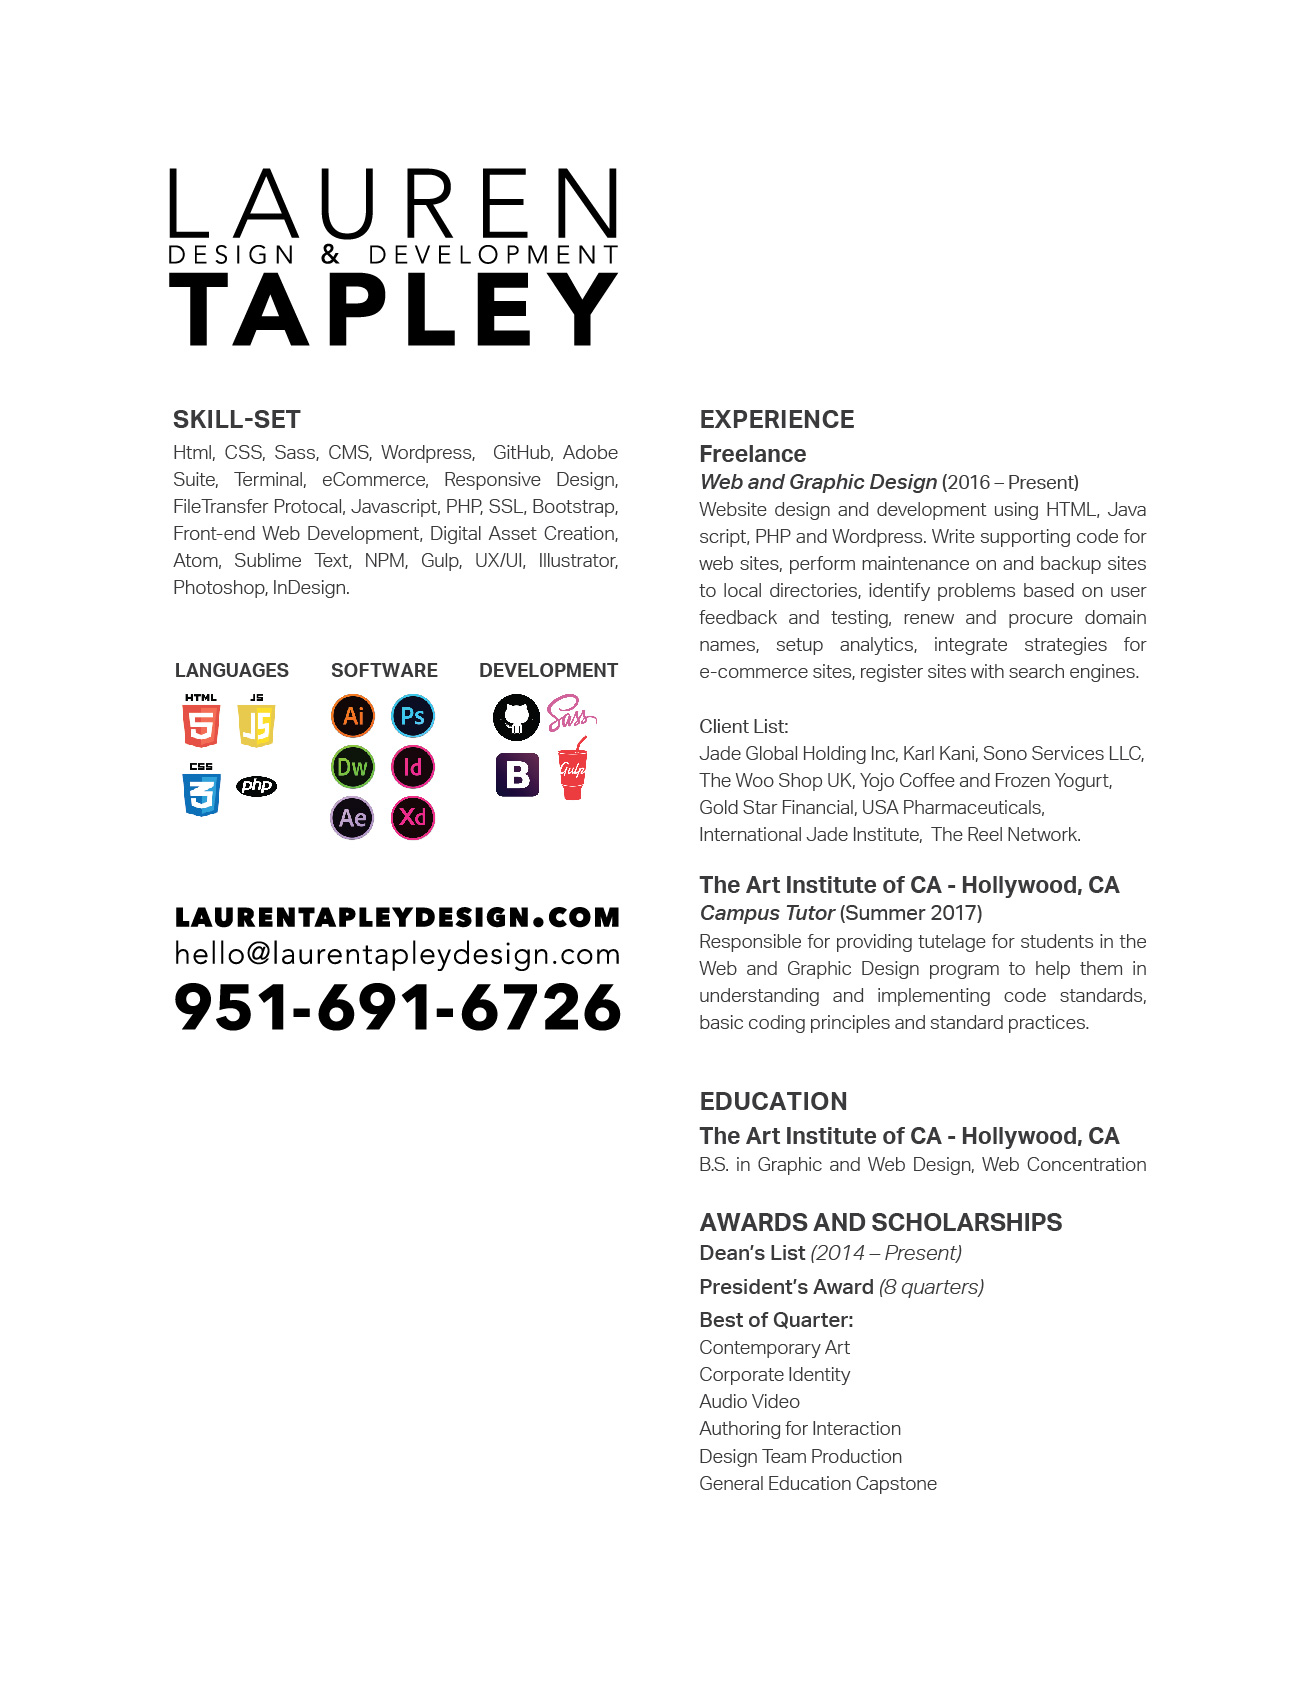 LAUREN
DESIGN & DEVELOPMENT
TAPLEY
SKILL-SET
Html, CSS, Sass, CMS, Wordpress, GitHub, Adobe
Suite, Terminal, eCommerce, Responsive Design,
FileTransfer Protocal, Javascript, PHP, SSL, Bootstrap,
Front-end Web Development, Digital Asset Creation,
Atom, Sublime Text, NPM, Gulp, UX/UI, Illustrator,
Photoshop, InDesign.
LANGUAGES
HTML
5
JS
JS
CSS
3
php
SOFTWARE
Ai
Ps
Dw
Id
Ae
Xd
DEVELOPMENT
Sass
B
Gulp
LAURENTAPLEYDESIGN.COM
hello@laurentapleydesign.com
951-691-6726
EXPERIENCE
Freelance
Web and Graphic Design (2016 – Present)
Website design and development using HTML, Java
script, PHP and Wordpress. Write supporting code for
web sites, perform maintenance on and backup sites
to local directories, identify problems based on user
feedback and testing, renew and procure domain
names, setup analytics, integrate strategies for
e-commerce sites, register sites with search engines.
Client List:
Jade Global Holding Inc, Karl Kani, Sono Services LLC,
The Woo Shop UK, Yojo Coffee and Frozen Yogurt,
Gold Star Financial, USA Pharmaceuticals,
International Jade Institute, The Reel Network.
The Art Institute of CA - Hollywood, CA
Campus Tutor (Summer 2017)
Responsible for providing tutelage for students in the
Web and Graphic Design program to help them in
understanding and implementing code standards,
basic coding principles and standard practices.
EDUCATION
The Art Institute of CA - Hollywood, CA
B.S. in Graphic and Web Design, Web Concentration
AWARDS AND SCHOLARSHIPS
Dean’s List (2014 – Present)
President’s Award (8 quarters)
Best of Quarter:
Contemporary Art
Corporate Identity
Audio Video
Authoring for Interaction
Design Team Production
General Education Capstone